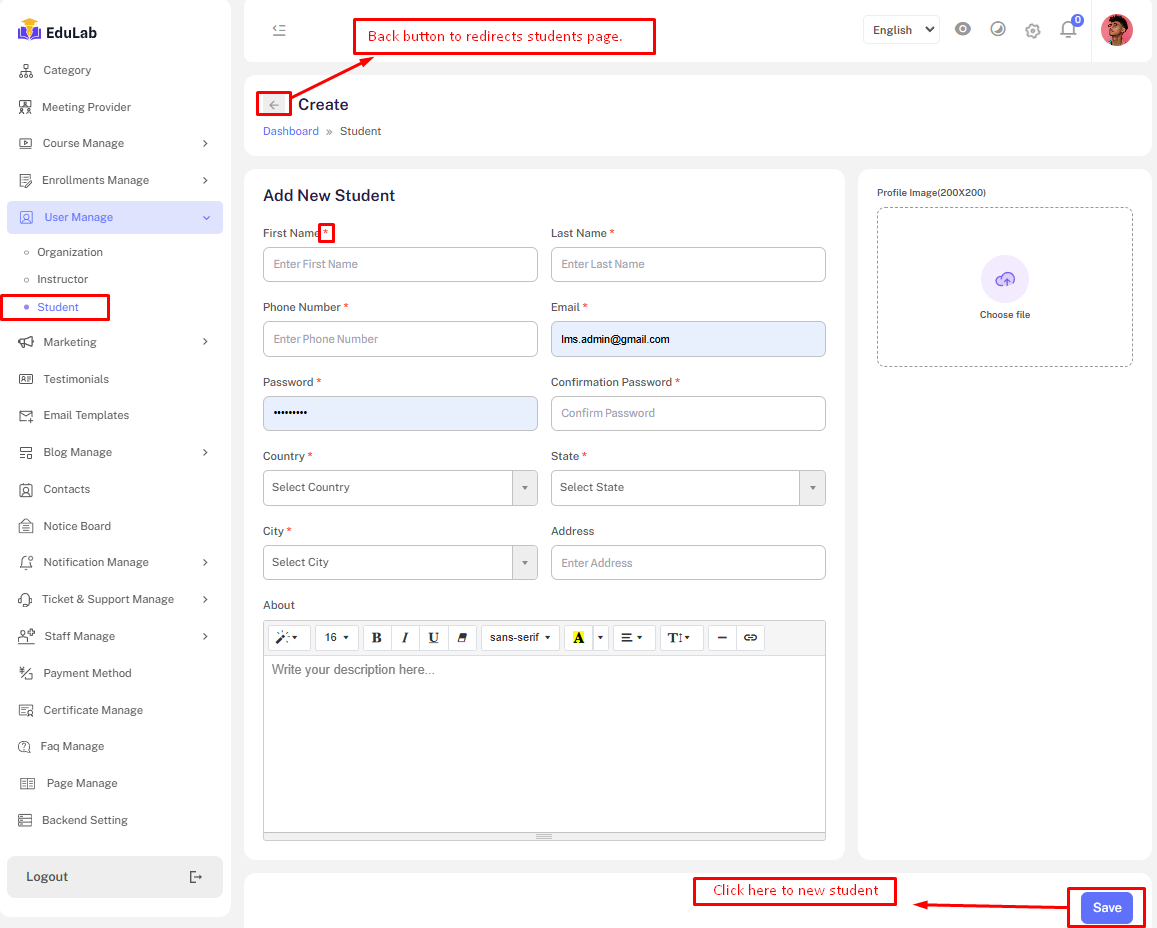 EduLab
Category
Meeting Provider
Course Manage
Enrollments Manage
User Manage
Organization
Instructor
Student
Marketing
Testimonials
Email Templates
Blog Manage
Contacts
Notice Board
Notification Manage
Ticket & Support Manage
Staff Manage
Payment Method
Certificate Manage
Faq Manage
Page Manage
Backend Setting
Logout
Back button to redirects students page.
English
0
Create
Dashboard » Student
Add New Student
First Name *
Enter First Name
Last Name *
Enter Last Name
Phone Number *
Enter Phone Number
Email *
lms.admin@gmail.com
Password *
•••••••••
Confirmation Password *
Confirm Password
Country *
Select Country
State *
Select State
City *
Select City
Address
Enter Address
About
16 B I U sans-serif A T
Write your description here...
Profile Image(200X200)
Choose file
Click here to new student
Save